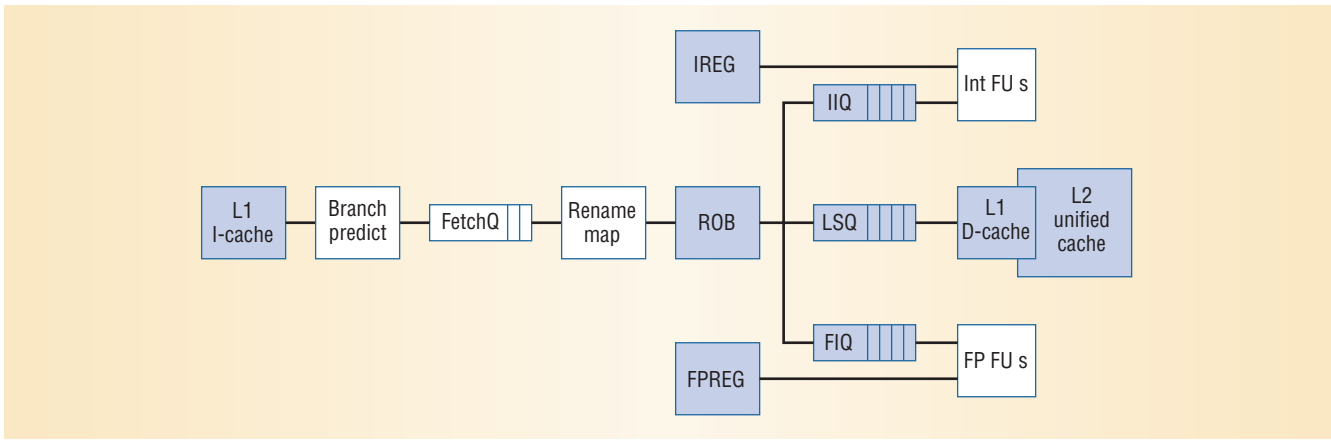 IREG
IIQ
Int FU s
L1
I-cache
Branch
predict
FetchQ
Rename
map
ROB
LSQ
L1
D-cache
L2
unified
cache
FIQ
FP FU s
FPREG